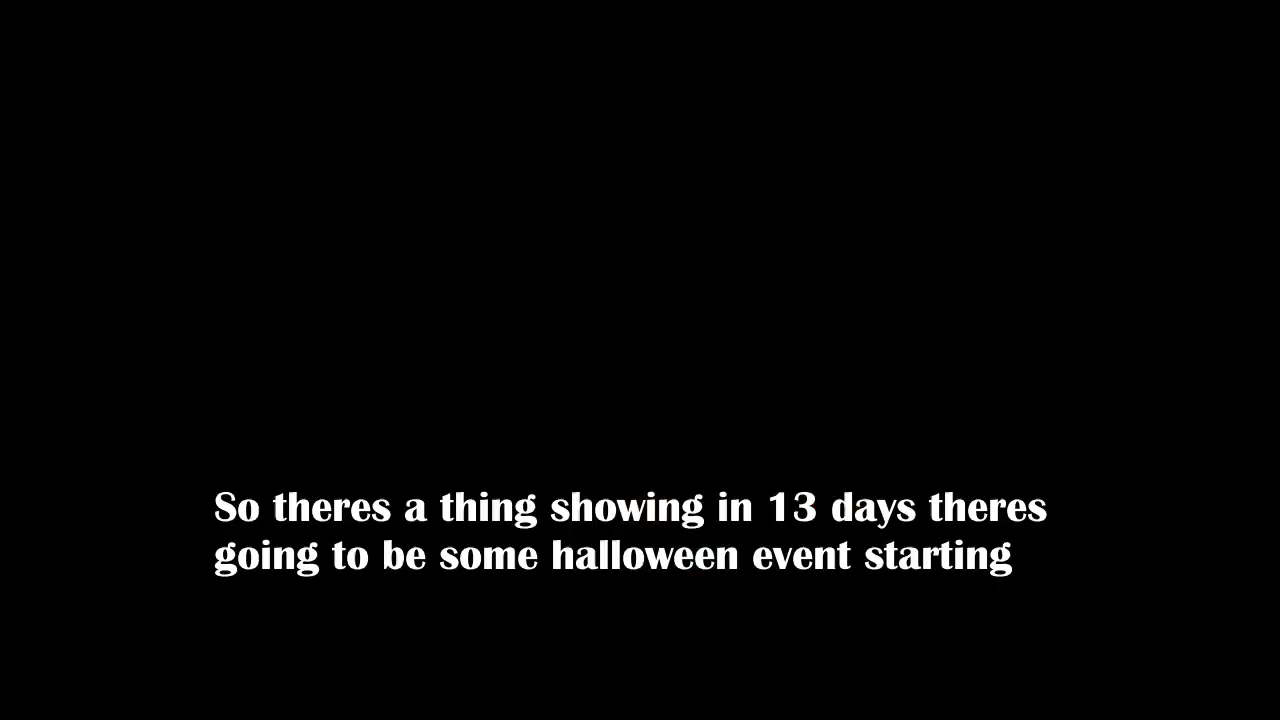 So theres a thing showing in 13 days theres
going to be some halloween event starting